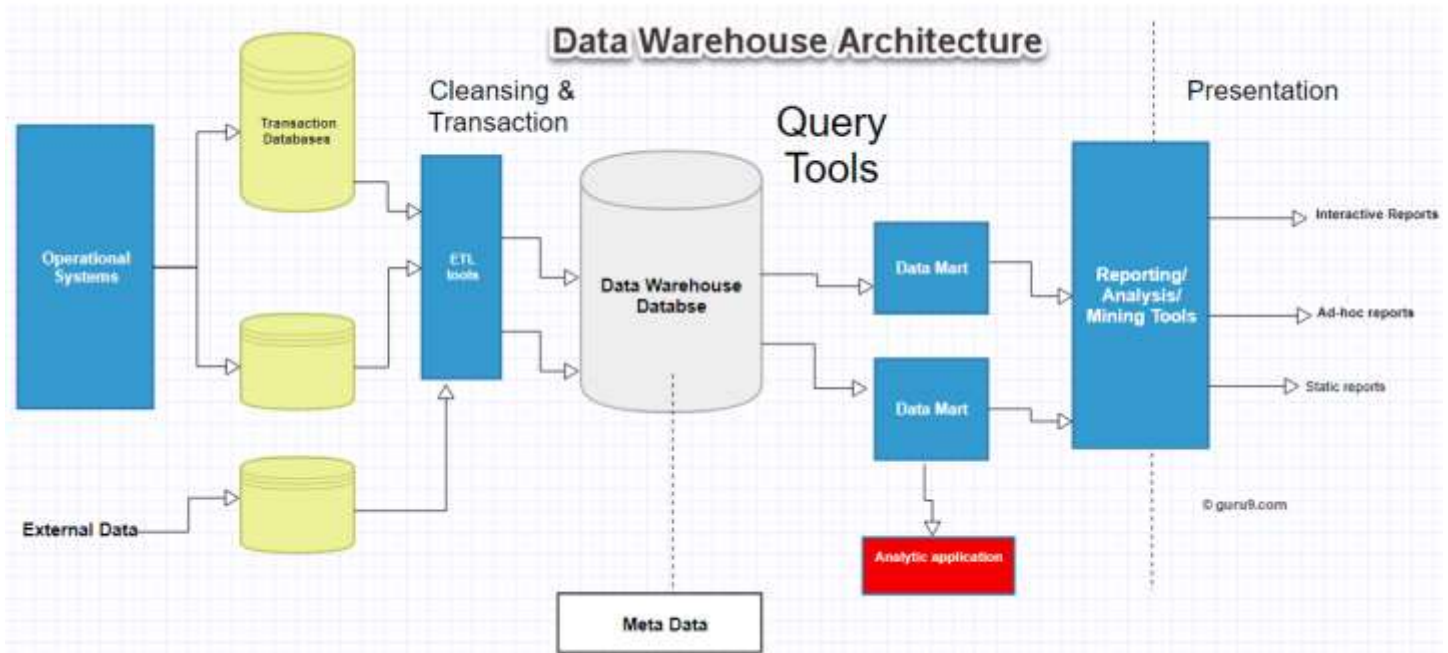 Data Warehouse Architecture
Cleansing &
Transaction
Query
Tools
Presentation
Transaction
Databases
Operational
Systems
ETL
tools
Data Warehouse
Databse
Data Mart
Data Mart
Reporting/
Analysis/
Mining Tools
Interactive Reports
Ad-hoc reports
Static reports
External Data
Analytic application
Meta Data
© guru9.com